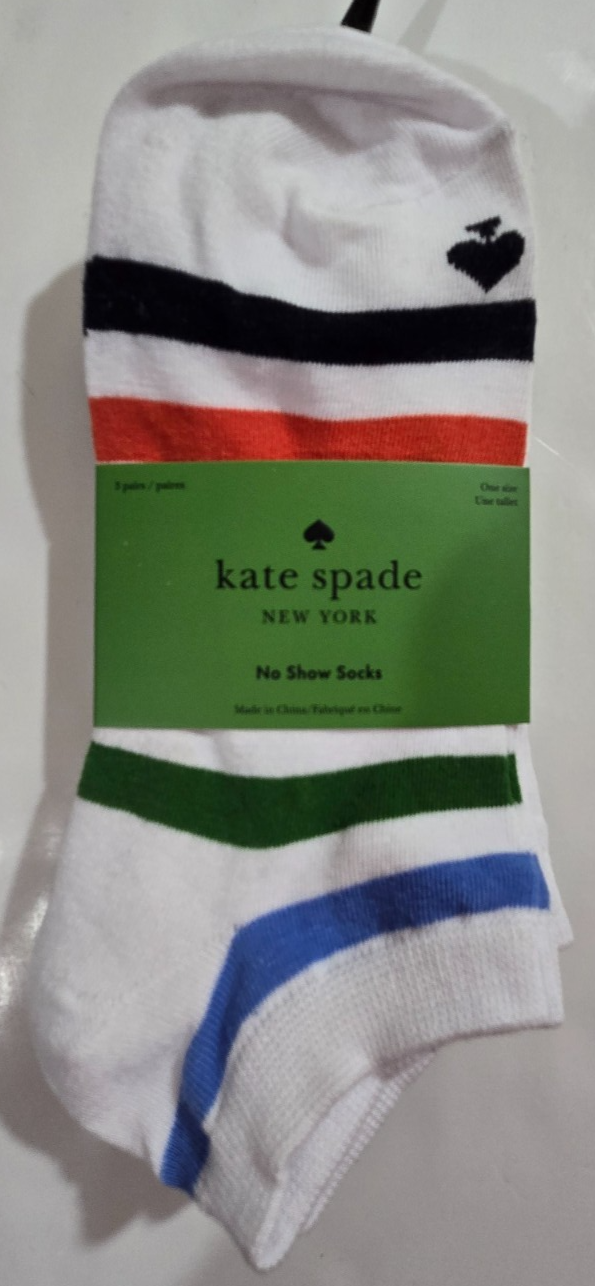 3 pairs / paires
One size
Une taille
kate spade
NEW YORK
No Show Socks
Made in China/Fabriqué en Chine